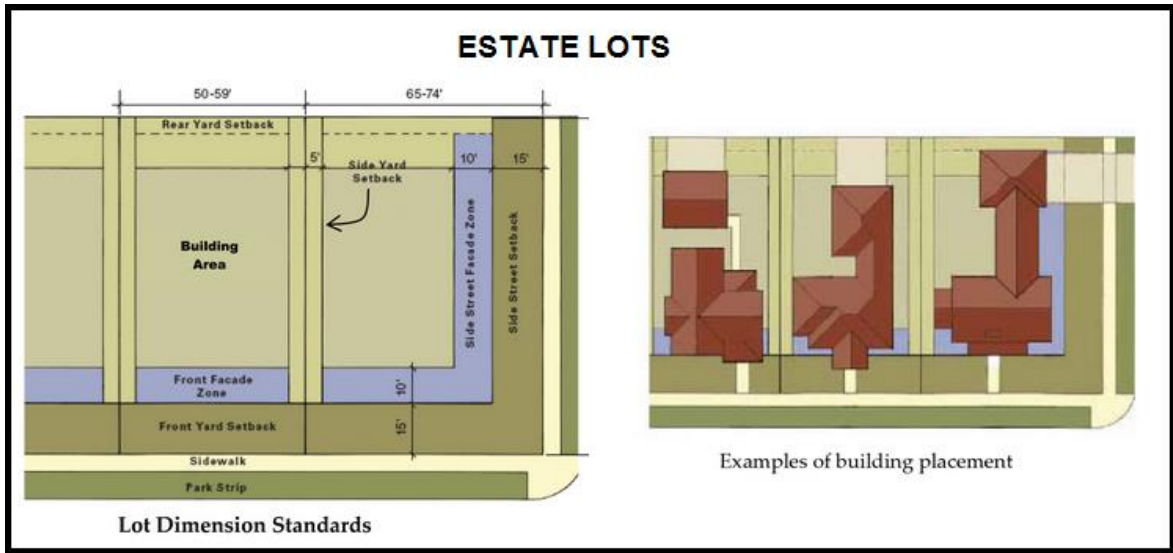 ESTATE LOTS
50-59'
65-74'
Rear Yard Setback
5'
Side Yard
Setback
10'
15'
Building
Area
Side Street Facade Zone
Side Street Setback
Front Facade
Zone
10'
Front Yard Setback
15'
Sidewalk
Park Strip
Lot Dimension Standards
Examples of building placement